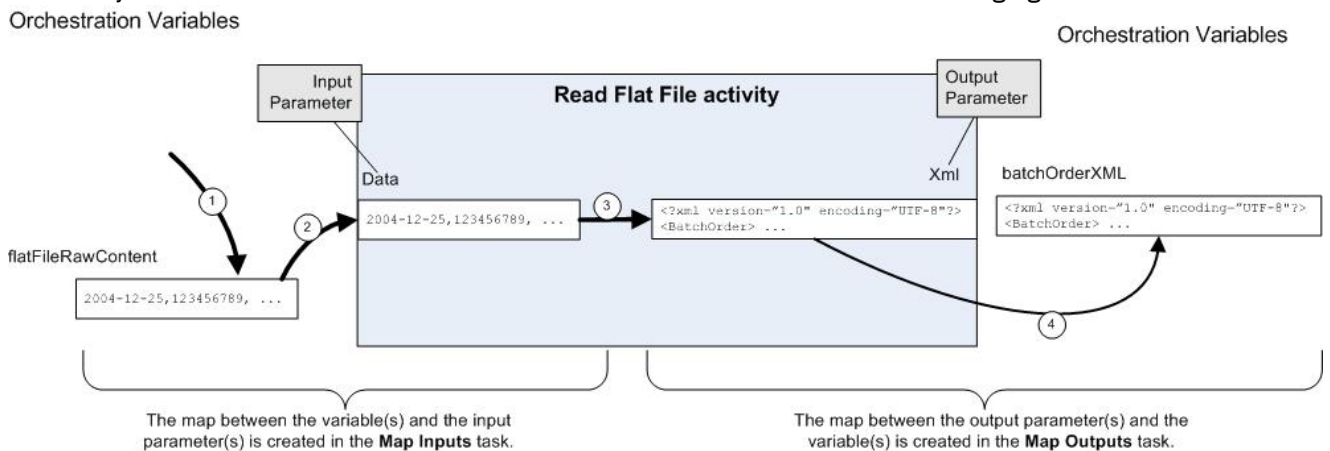 Orchestration Variables
Orchestration Variables
Input
Parameter
Read Flat File activity
Output
Parameter
Data
Xml
batchOrderXML
1
2
2004-12-25,123456789, ...
3
<?xml version="1.0" encoding="UTF-8"?>
<BatchOrder> ...
<?xml version="1.0" encoding="UTF-8"?>
<BatchOrder> ...
flatFileRawContent
2004-12-25,123456789, ...
4
The map between the variable(s) and the input
parameter(s) is created in the Map Inputs task.
The map between the output parameter(s) and the
variable(s) is created in the Map Outputs task.